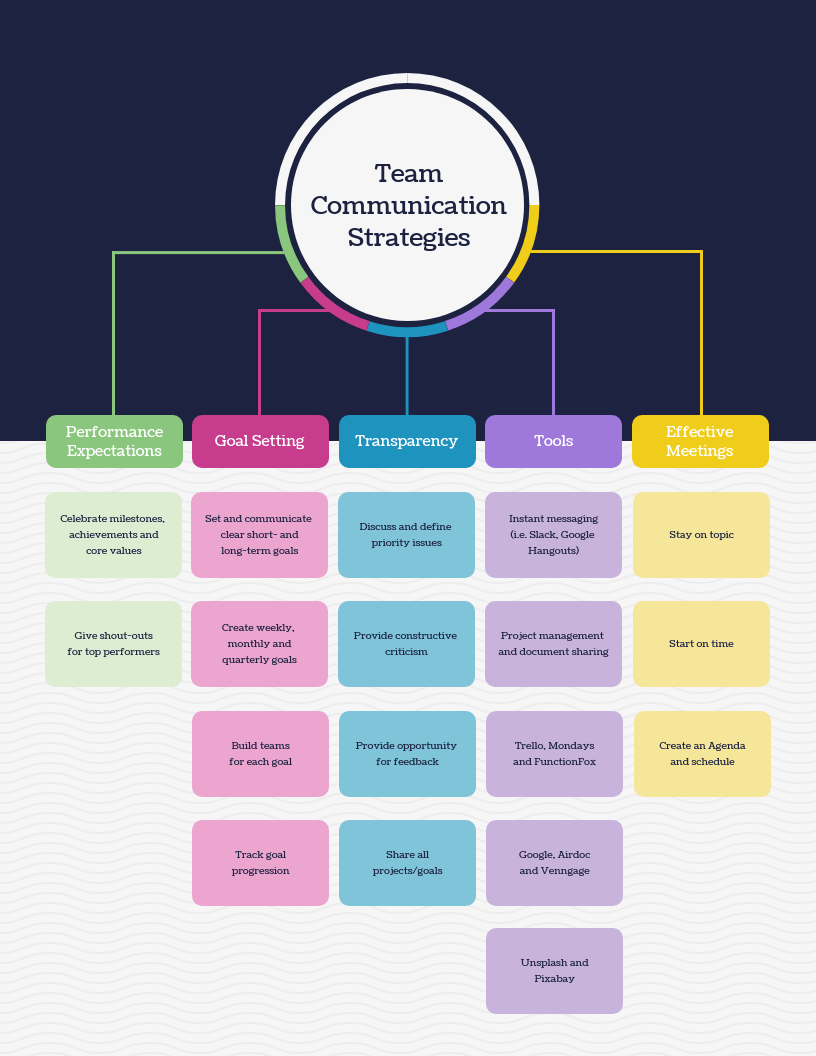 Team
Communication
Strategies
Performance
Expectations
Goal Setting
Transparency
Tools
Effective
Meetings
Celebrate milestones,
achievements and
core values
Set and communicate
clear short- and
long-term goals
Discuss and define
priority issues
Instant messaging
(i.e. Slack, Google
Hangouts)
Stay on topic
Give shout-outs
for top performers
Create weekly,
monthly and
quarterly goals
Provide constructive
criticism
Project management
and document sharing
Start on time
Build teams
for each goal
Provide opportunity
for feedback
Trello, Mondays
and FunctionFox
Create an Agenda
and schedule
Track goal
progression
Share all
projects/goals
Google, Airdoc
and Venngage
Unsplash and
Pixabay